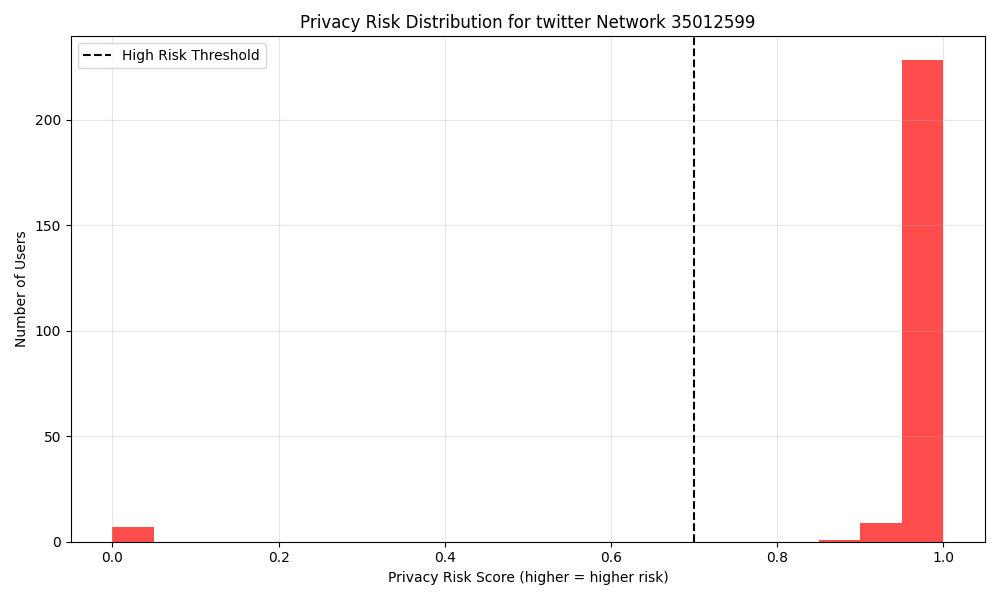 Privacy Risk Distribution for twitter Network 35012599
High Risk Threshold
Number of Users
200
150
100
50
0
0.0 0.2 0.4 0.6 0.8 1.0
Privacy Risk Score (higher = higher risk)